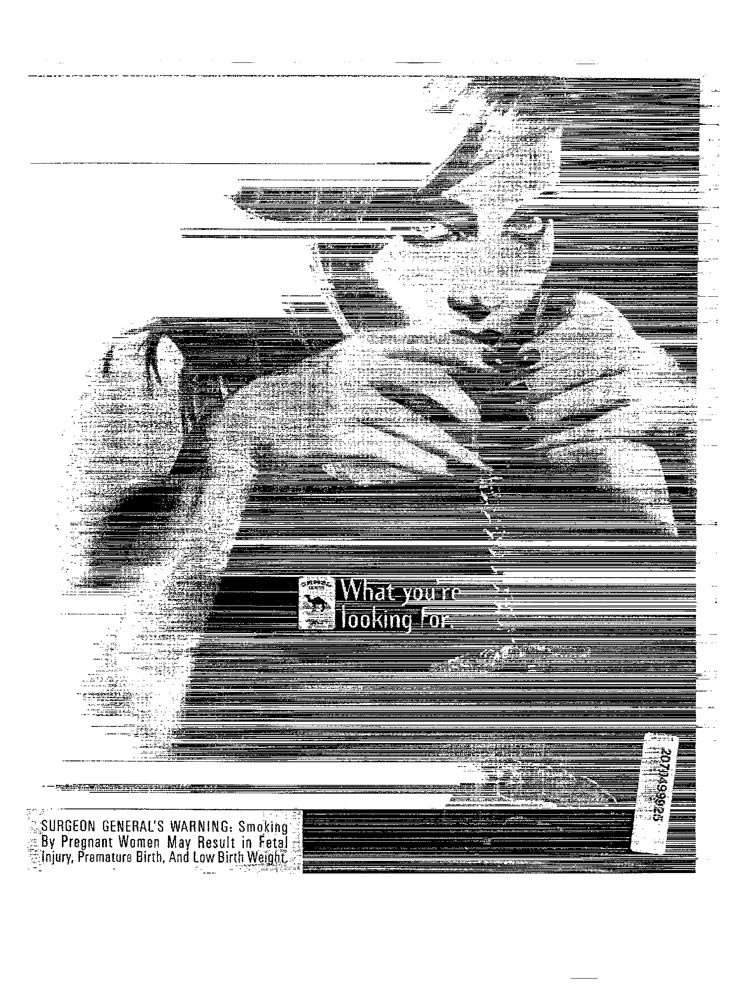 CAMEL
What you're
looking for.
2070499925
SURGEON GENERAL'S WARNING: Smoking
By Pregnant Women May Result in Fetal
Injury, Premature Birth, And Low Birth Weight.